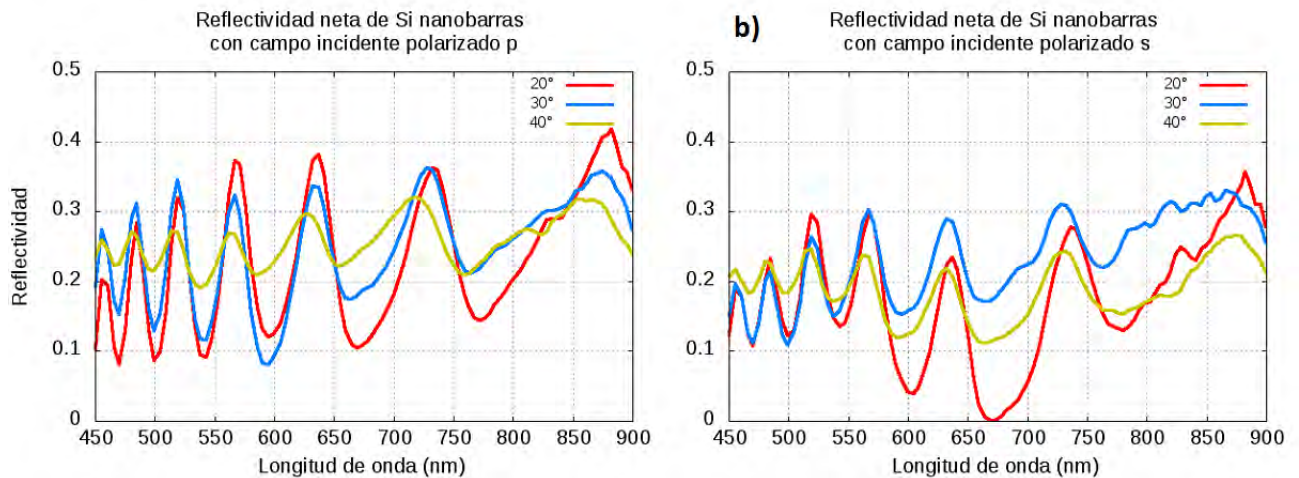 Reflectividad neta de Si nanobarras
con campo incidente polarizado p
0.5
0.4
0.3
0.2
0.1
0
Reflectividad
20°
30°
40°
450 500 550 600 650 700 750 800 850 900
Longitud de onda (nm)
b)
Reflectividad neta de Si nanobarras
con campo incidente polarizado s
0.5
0.4
0.3
0.2
0.1
0
20°
30°
40°
450 500 550 600 650 700 750 800 850 900
Longitud de onda (nm)